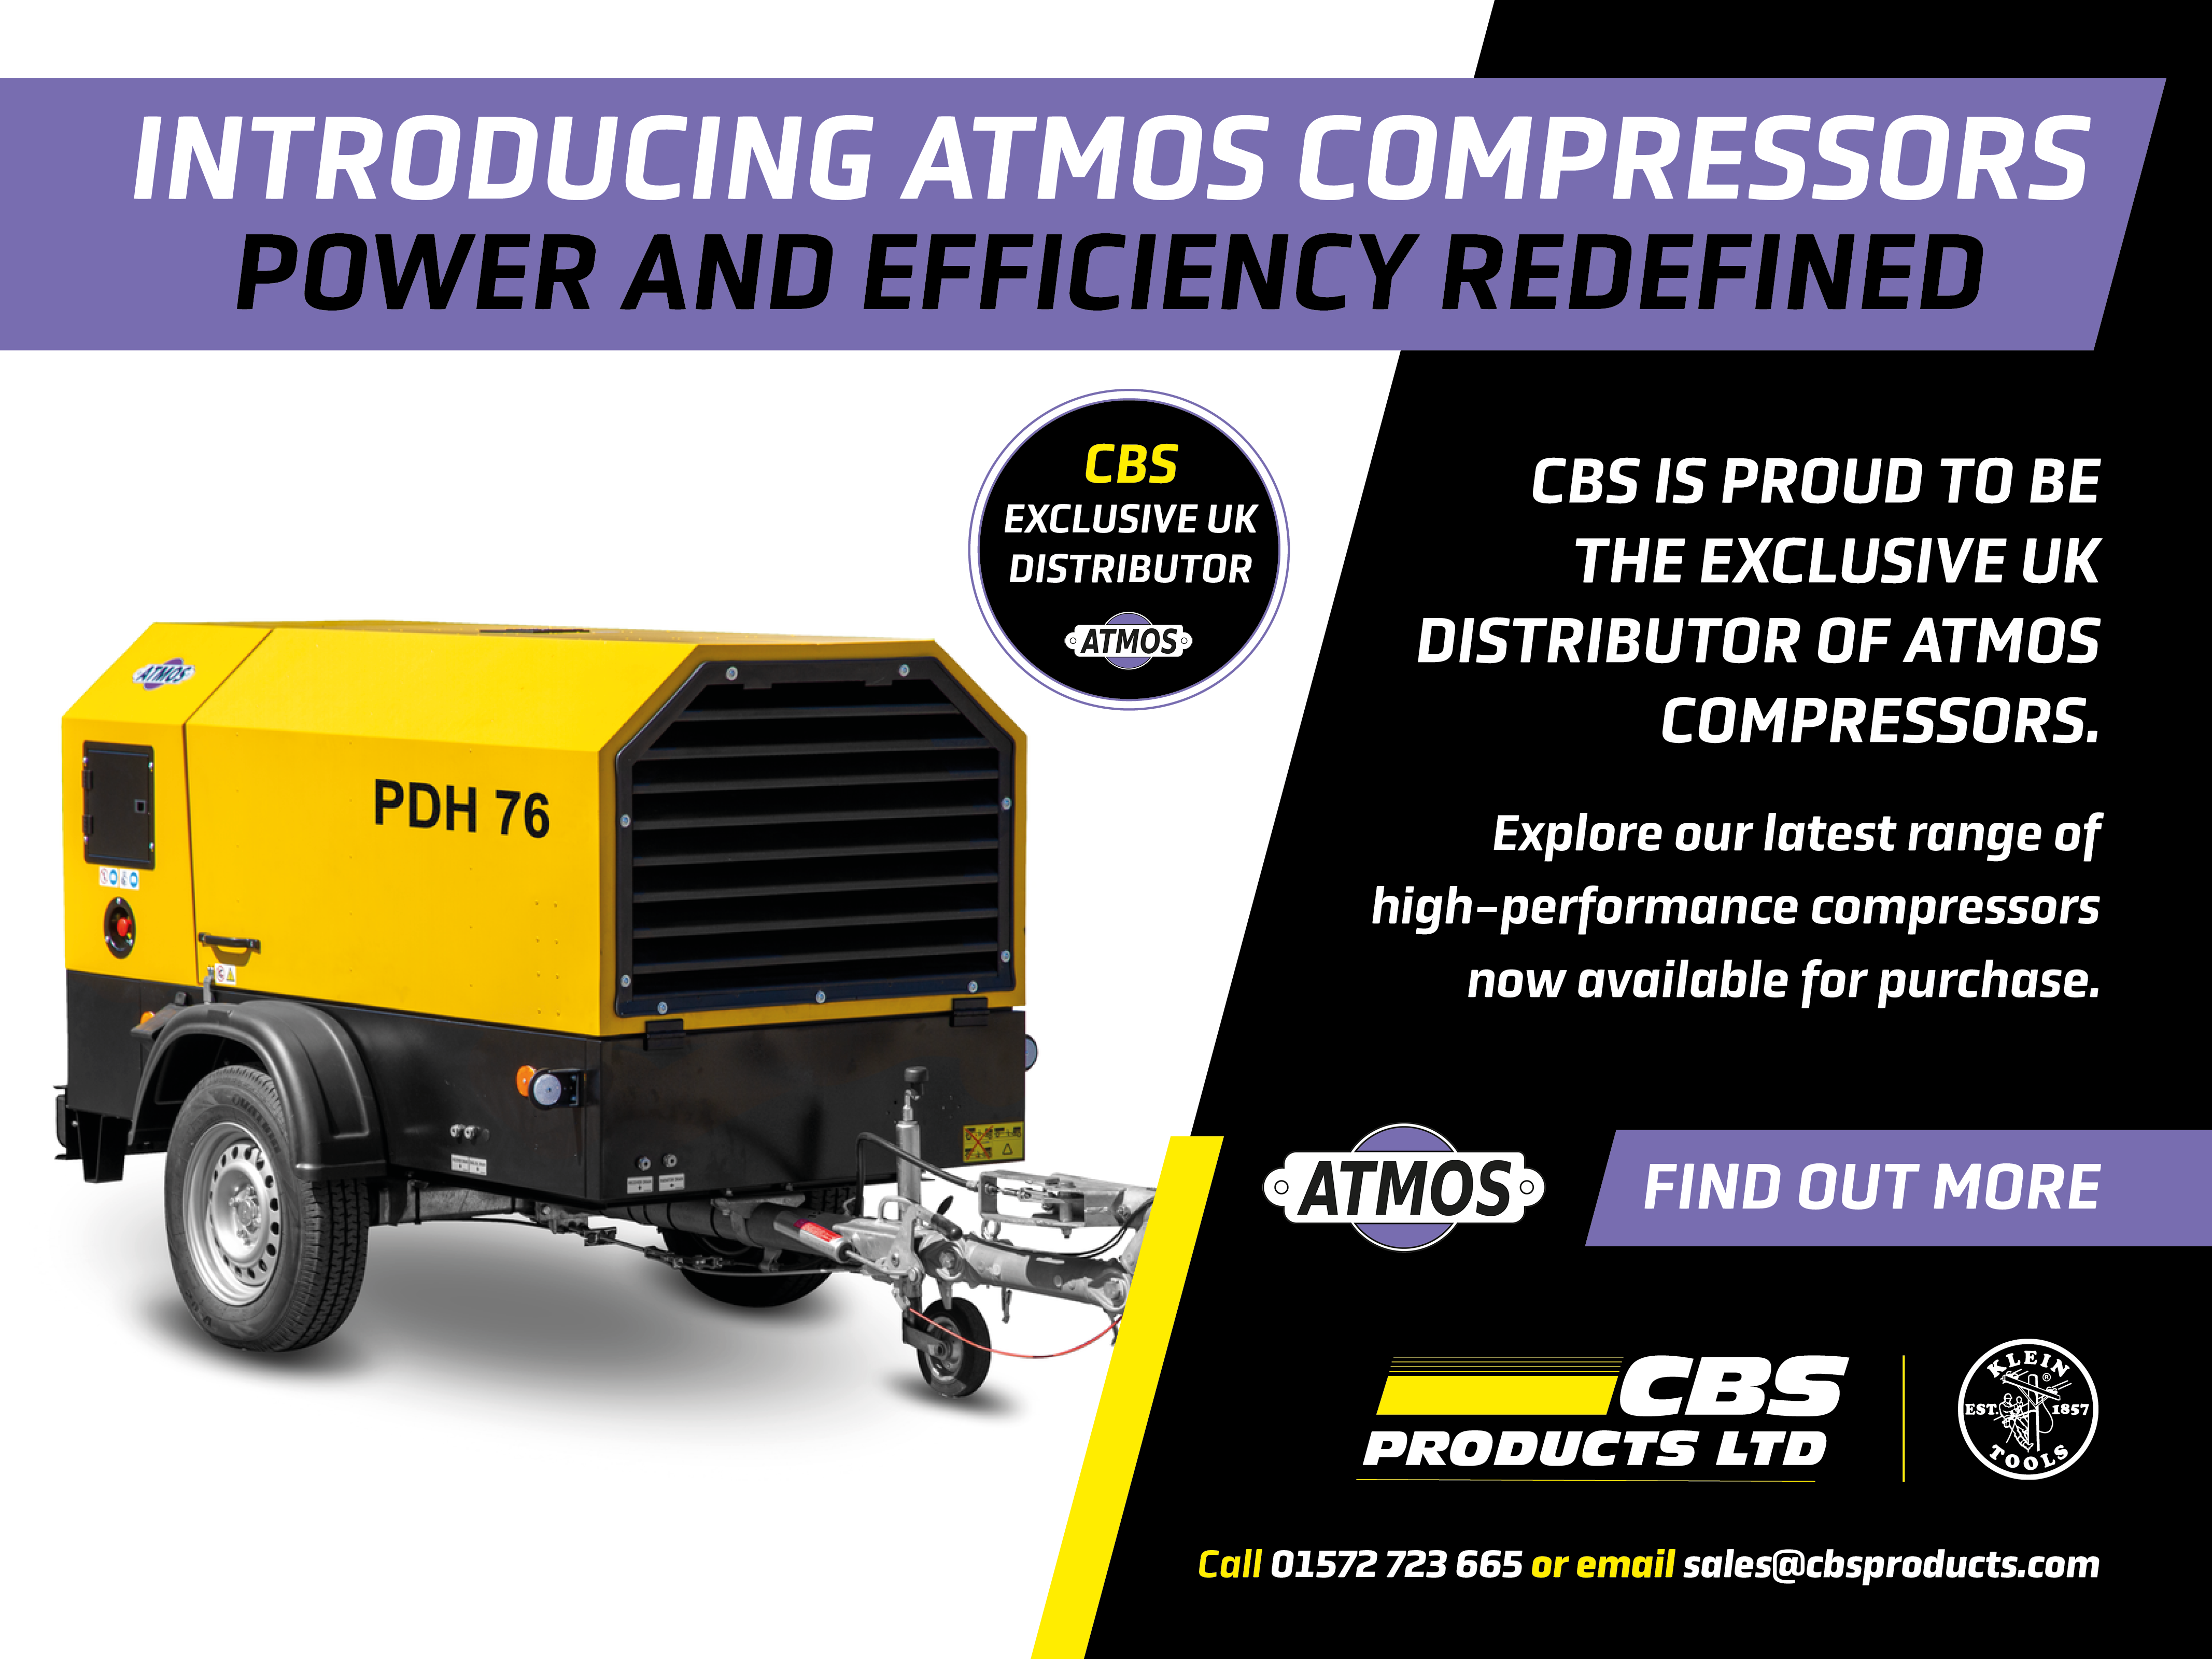 INTRODUCING ATMOS COMPRESSORS
POWER AND EFFICIENCY REDEFINED
CBS
EXCLUSIVE UK
DISTRIBUTOR
ATMOS
CBS IS PROUD TO BE
THE EXCLUSIVE UK
DISTRIBUTOR OF ATMOS
COMPRESSORS.
Explore our latest range of
high-performance compressors
now available for purchase.
ATMOS
PDH 76
ATMOS
FIND OUT MORE
CBS
PRODUCTS LTD
KLEIN
EST. 1857
TOOLS
®
Call 01572 723 665 or email sales@cbsproducts.com